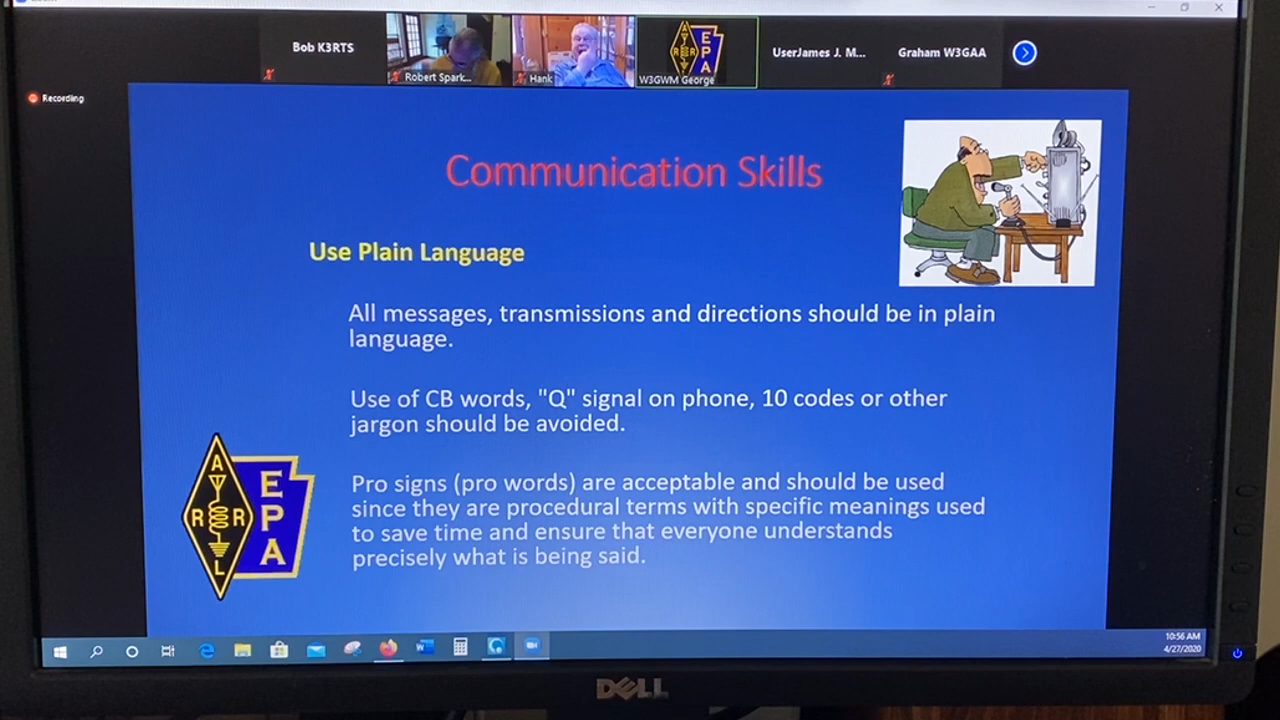 Bob K3RTS
Robert Spark...
Hank
A
R R
L
E
P
A
W3GWM George
UserJames J. M...
Graham W3GAA
Recording
Communication Skills
Use Plain Language
All messages, transmissions and directions should be in plain
language.
Use of CB words, "Q" signal on phone, 10 codes or other
jargon should be avoided.
Pro signs (pro words) are acceptable and should be used
since they are procedural terms with specific meanings used
to save time and ensure that everyone understands
precisely what is being said.
A
R R
L
E
P
A
10:56 AM
4/27/2020
DELL